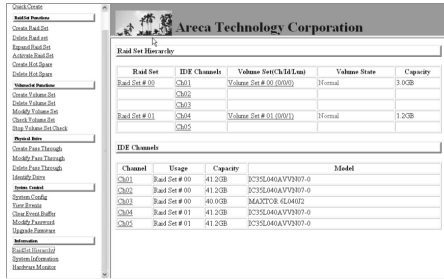 Quick Create
RaidSet Functions
Create Raid Set
Delete Raid set
Expand Raid Set
Activate Raid Set
Create Hot Spare
Delete Hot Spare
VolumeSet Functions
Create Volume Set
Delete Volume Set
Modify Volume Set
Check Volume Set
Stop Volume Set Check
Physical Drive
Create Pass Through
Modify Pass Through
Delete Pass Through
Identify Drive
System Control
System Config
View Events
Clear Event Buffer
Modify Password
Upgrade Firmware
Information
RaidSet Hierarchy
System Information
Hardware Monitor
Areca Technology Corporation
Raid Set Hierarchy
Raid Set IDE Channels Volume Set(Ch/Id/Lun) Volume State Capacity
Raid Set # 00 Ch01 Volume Set # 00 (0/0/0) Normal 3.0GB
Ch02
Ch03
Raid Set # 01 Ch04 Volume Set # 01 (0/0/1) Normal 1.2GB
Ch05
IDE Channels
Channel Usage Capacity Model
Ch01 Raid Set # 00 41.2GB IC35L040AVVN07-0
Ch02 Raid Set # 00 41.2GB IC35L040AVVN07-0
Ch03 Raid Set # 00 40.0GB MAXTOR 6L040J2
Ch04 Raid Set # 01 41.2GB IC35L040AVVN07-0
Ch05 Raid Set # 01 41.2GB IC35L040AVVN07-0